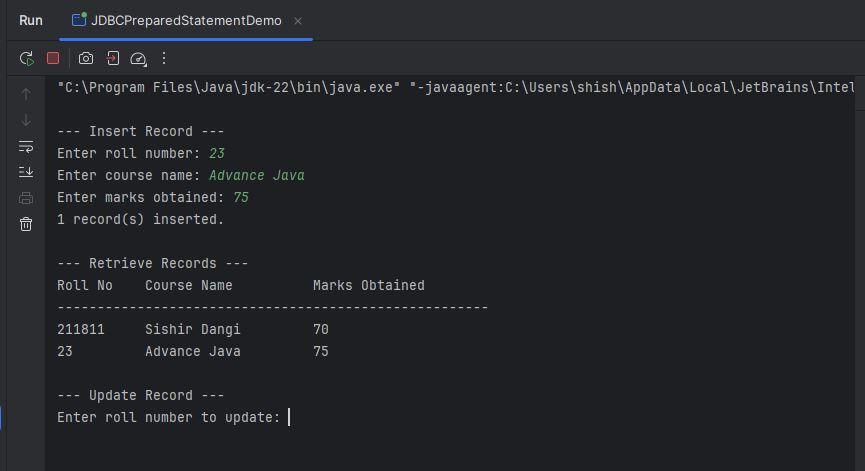 Run JDBCPreparedStatementDemo
"C:\Program Files\Java\jdk-22\bin\java.exe" "-javaagent:C:\Users\shish\AppData\Local\JetBrains\Intel
--- Insert Record ---
Enter roll number: 23
Enter course name: Advance Java
Enter marks obtained: 75
1 record(s) inserted.
--- Retrieve Records ---
Roll No    Course Name          Marks Obtained
------------------------------------------------------
211811     Sishir Dangi         70
23         Advance Java         75
--- Update Record ---
Enter roll number to update: